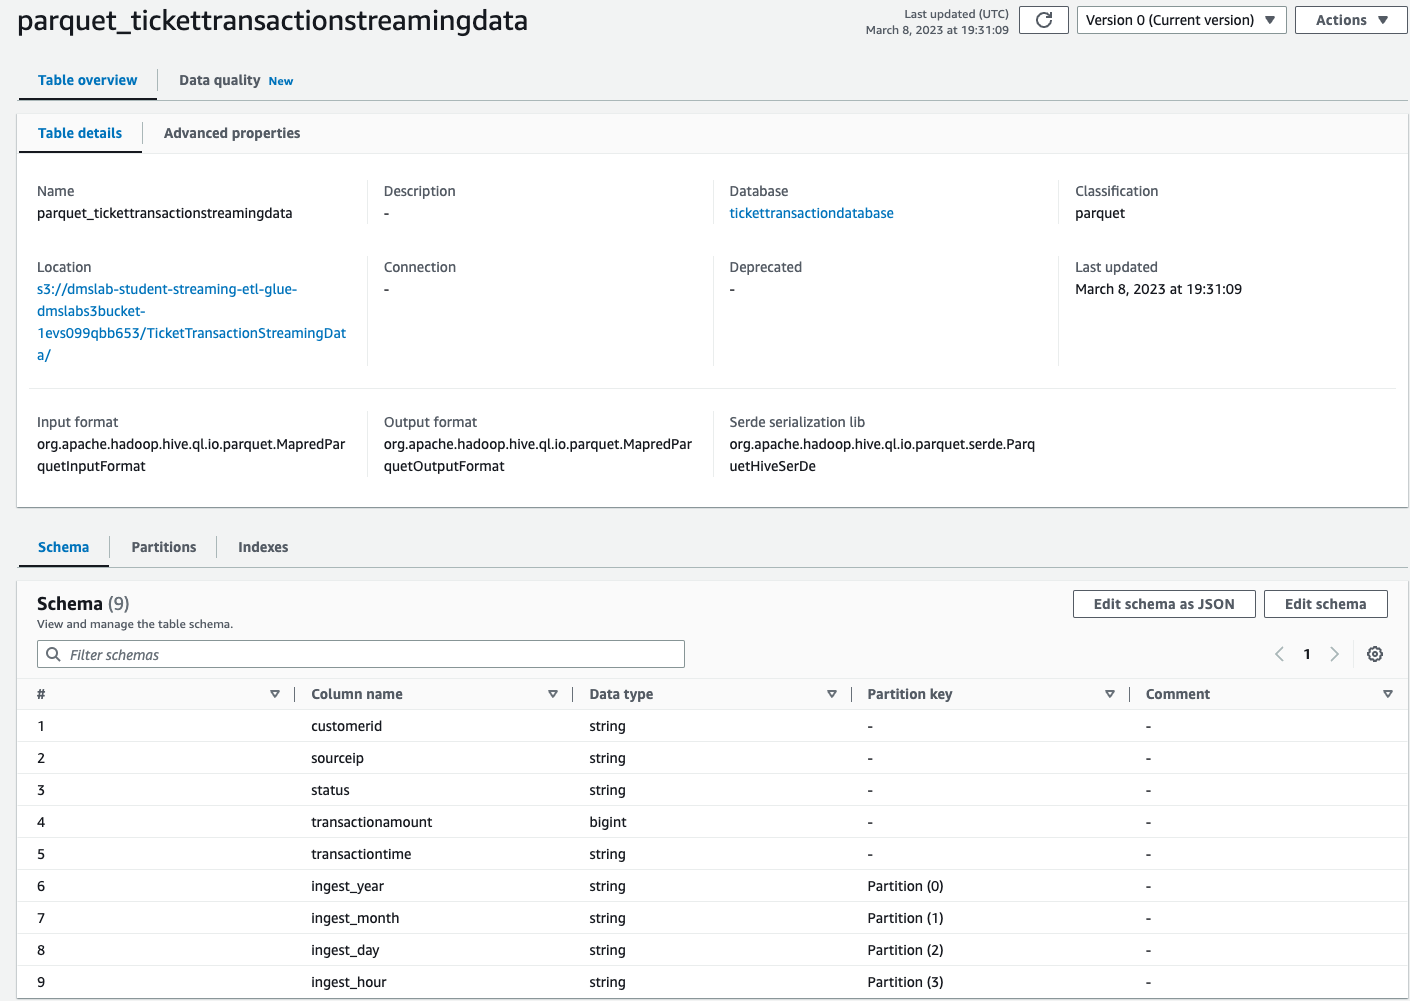 parquet_tickettransactionstreamingdata
Last updated (UTC)
March 8, 2023 at 19:31:09
Version 0 (Current version)
Actions
Table overview
Data quality New
Table details
Advanced properties
Name
parquet_tickettransactionstreamingdata
Description
-
Database
tickettransactiondatabase
Classification
parquet
Location
s3://dmslab-student-streaming-etl-glue-
dmslabs3bucket-
1evs099qbb653/TicketTransactionStreamingDat
a/
Connection
-
Deprecated
-
Last updated
March 8, 2023 at 19:31:09
Input format
org.apache.hadoop.hive.ql.io.parquet.MapredPar
quetInputFormat
Output format
org.apache.hadoop.hive.ql.io.parquet.MapredPar
quetOutputFormat
Serde serialization lib
org.apache.hadoop.hive.ql.io.parquet.serde.Parq
uetHiveSerDe
Schema
Partitions
Indexes
Schema (9)
View and manage the table schema.
Edit schema as JSON
Edit schema
Filter schemas
1
# Column name Data type Partition key Comment
1 customerid string - -
2 sourceip string - -
3 status string - -
4 transactionamount bigint - -
5 transactiontime string - -
6 ingest_year string Partition (0) -
7 ingest_month string Partition (1) -
8 ingest_day string Partition (2) -
9 ingest_hour string Partition (3) -